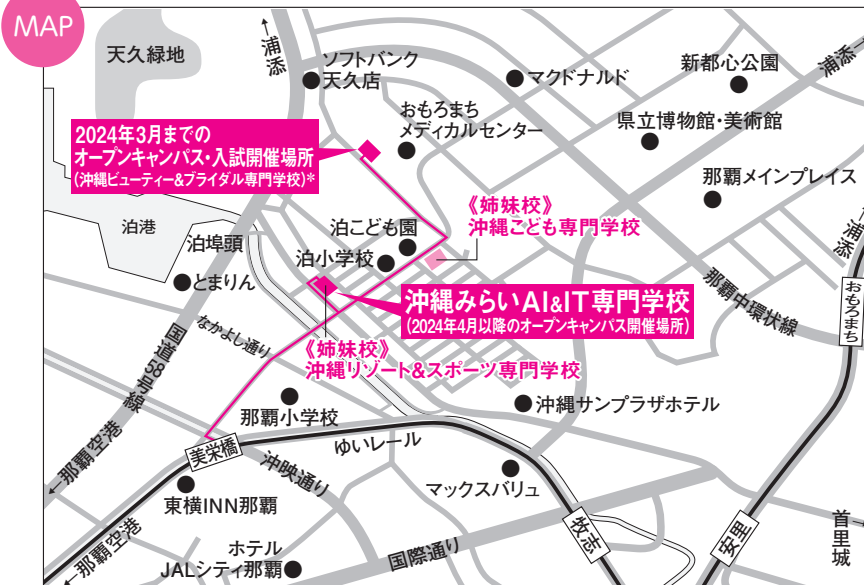 MAP
天久緑地
←浦添
ソフトバンク
天久店
マクドナルド
新都心公園
浦添→
おもろまち
メディカルセンター
県立博物館・美術館
2024年3月までの
オープンキャンパス・入試開催場所
(沖縄ビューティー&ブライダル専門学校)*
那覇メインプレイス
《姉妹校》
沖縄こども専門学校
泊港
泊埠頭
泊こども園
泊小学校
とまりん
←浦添
おもろまち
那覇中環状線
沖縄みらいAI&IT専門学校
(2024年4月以降のオープンキャンパス開催場所)
国道58号線
なかよし通り
《姉妹校》
沖縄リゾート&スポーツ専門学校
那覇小学校
沖縄サンプラザホテル
←那覇空港
美栄橋
ゆいレール
沖映通り
東横INN那覇
マックスバリュ
←那覇空港
ホテル
JALシティ那覇
国際通り
牧志
安里
首里城